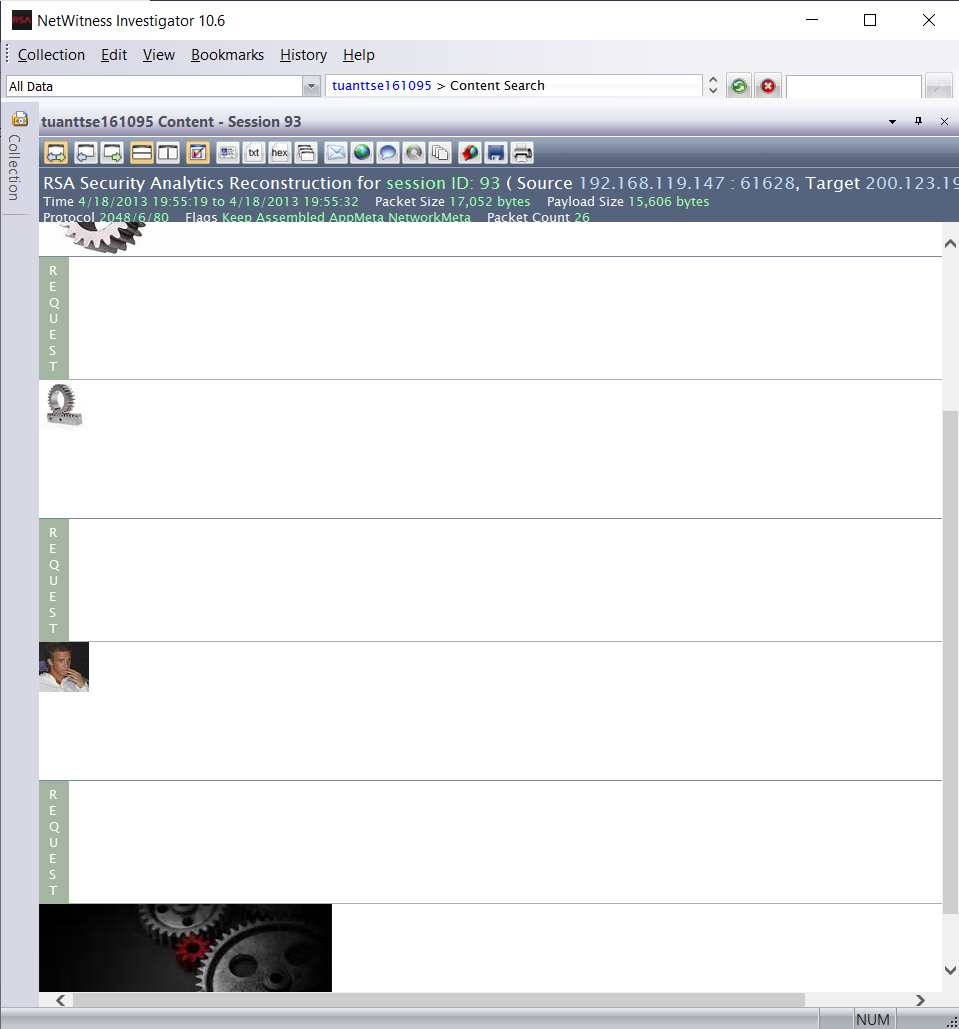 RSA NetWitness Investigator 10.6
Collection Edit View Bookmarks History Help
All Data tuanttse161095 > Content Search
Collection
tuanttse161095 Content - Session 93
txt hex
RSA Security Analytics Reconstruction for session ID: 93 ( Source 192.168.119.147 : 61628, Target 200.123.19
Time 4/18/2013 19:55:19 to 4/18/2013 19:55:32 Packet Size 17,052 bytes Payload Size 15,606 bytes
Protocol 2048/6/80 Flags Keep Assembled AppMeta NetworkMeta Packet Count 26
REQUEST
REQUEST
REQUEST
NUM